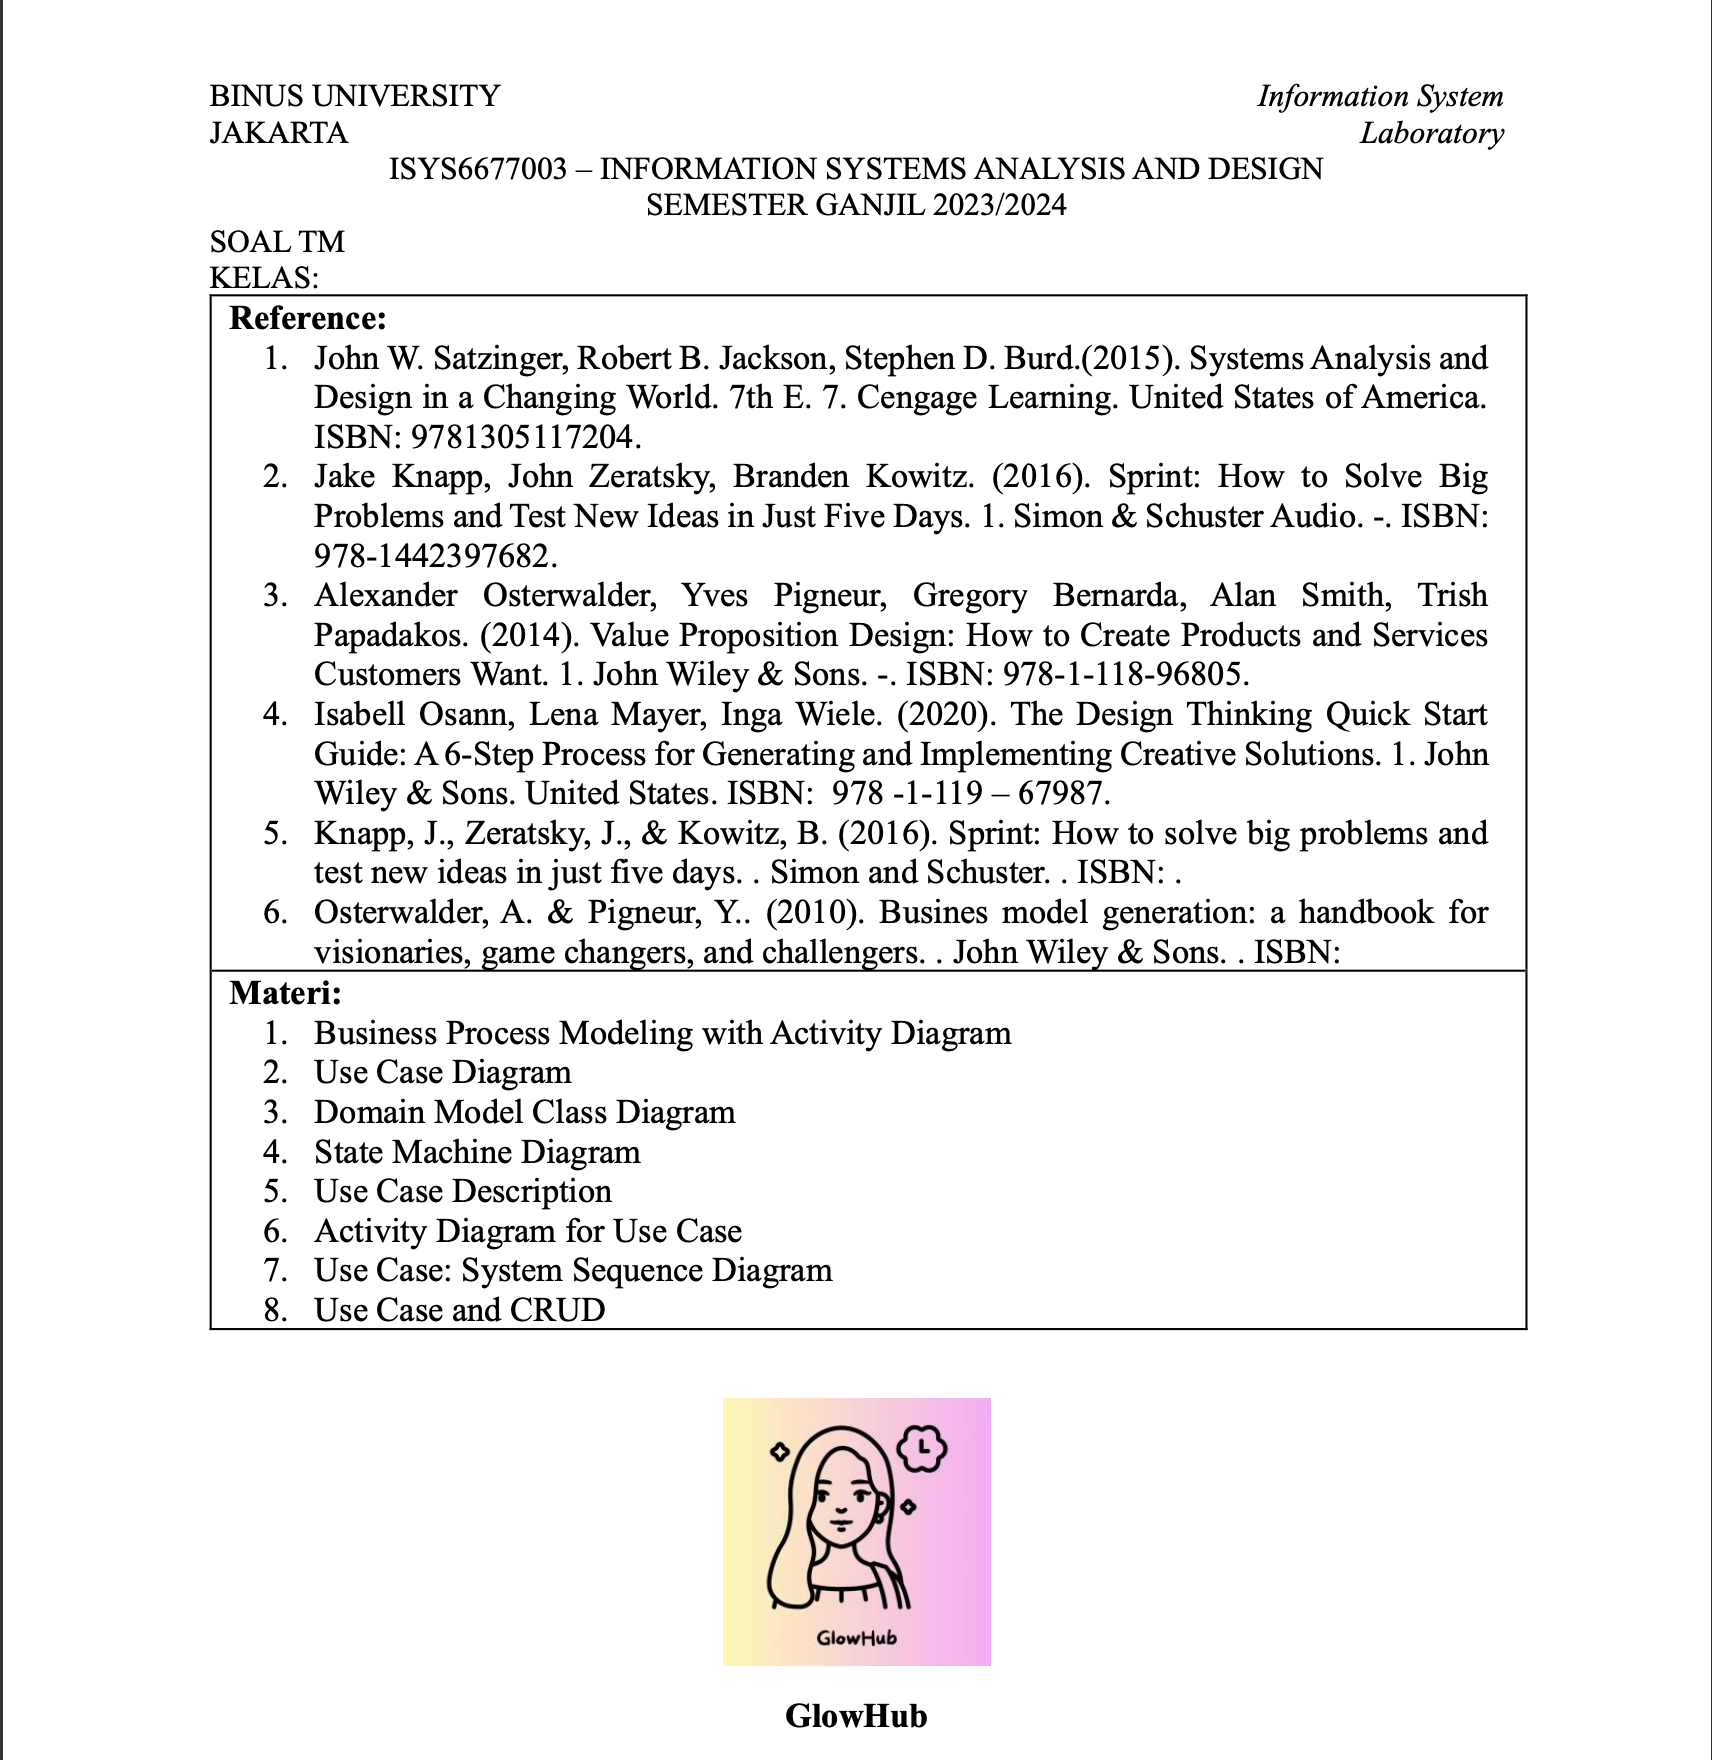 BINUS UNIVERSITY
Information System
JAKARTA
Laboratory
ISYS6677003 – INFORMATION SYSTEMS ANALYSIS AND DESIGN
SEMESTER GANJIL 2023/2024
SOAL TM
KELAS:
Reference:
1. John W. Satzinger, Robert B. Jackson, Stephen D. Burd.(2015). Systems Analysis and
Design in a Changing World. 7th E. 7. Cengage Learning. United States of America.
ISBN: 9781305117204.
2. Jake Knapp, John Zeratsky, Branden Kowitz. (2016). Sprint: How to Solve Big
Problems and Test New Ideas in Just Five Days. 1. Simon & Schuster Audio. -. ISBN:
978-1442397682.
3. Alexander Osterwalder, Yves Pigneur, Gregory Bernarda, Alan Smith, Trish
Papadakos. (2014). Value Proposition Design: How to Create Products and Services
Customers Want. 1. John Wiley & Sons. -. ISBN: 978-1-118-96805.
4. Isabell Osann, Lena Mayer, Inga Wiele. (2020). The Design Thinking Quick Start
Guide: A 6-Step Process for Generating and Implementing Creative Solutions. 1. John
Wiley & Sons. United States. ISBN:  978 -1-119 – 67987.
5. Knapp, J., Zeratsky, J., & Kowitz, B. (2016). Sprint: How to solve big problems and
test new ideas in just five days. . Simon and Schuster. . ISBN: .
6. Osterwalder, A. & Pigneur, Y.. (2010). Busines model generation: a handbook for
visionaries, game changers, and challengers. . John Wiley & Sons. . ISBN:
Materi:
1. Business Process Modeling with Activity Diagram
2. Use Case Diagram
3. Domain Model Class Diagram
4. State Machine Diagram
5. Use Case Description
6. Activity Diagram for Use Case
7. Use Case: System Sequence Diagram
8. Use Case and CRUD
GlowHub
GlowHub